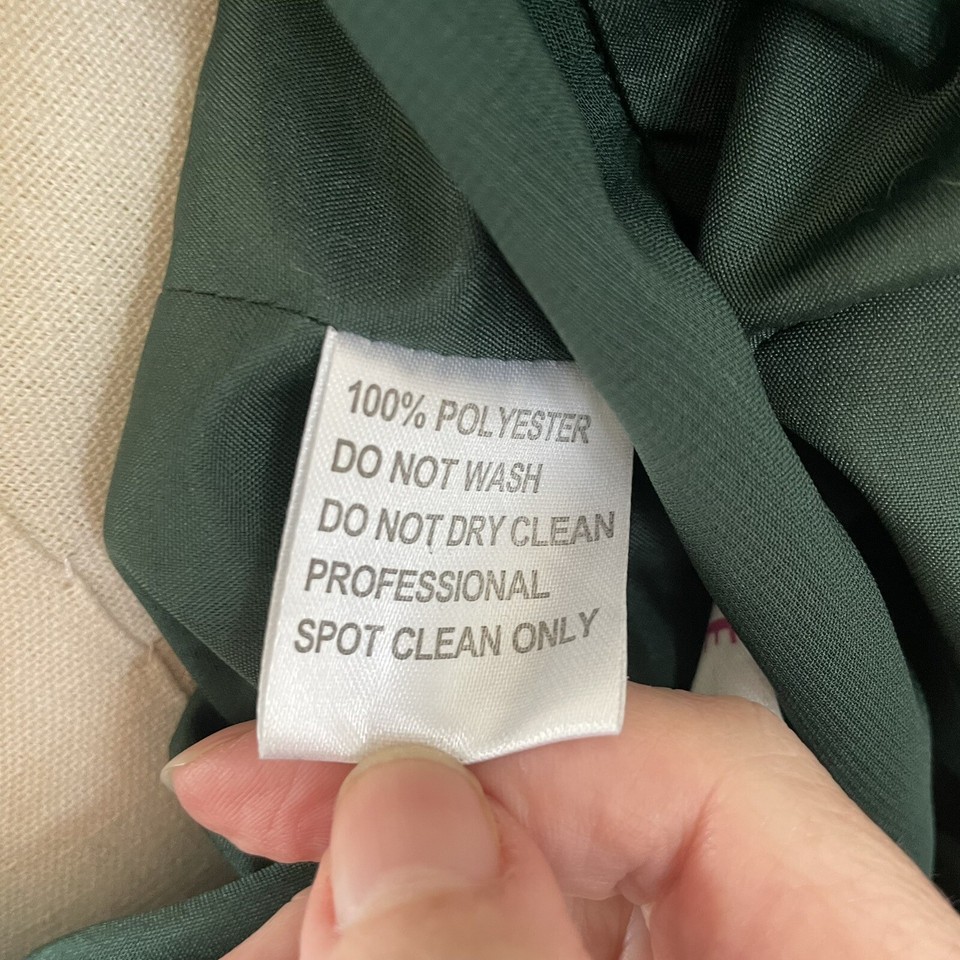 100% POLYESTER
DO NOT WASH
DO NOT DRY CLEAN
PROFESSIONAL
SPOT CLEAN ONLY